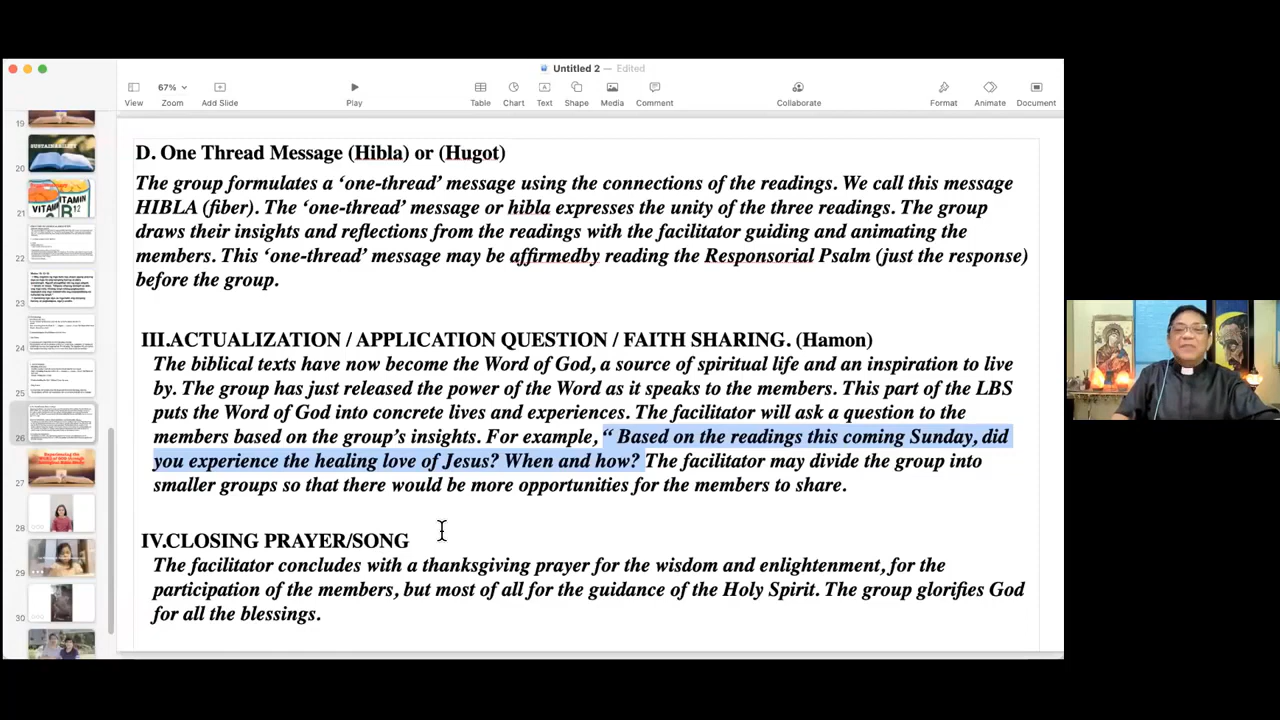 Untitled 2 — Edited
67%
View Zoom Add Slide Play Table Chart Text Shape Media Comment Collaborate Format Animate Document
19
20
21
22
23
24
25
26
27
28
29
30
SUSTAINABILITY
D. One Thread Message (Hibla) or (Hugot)
The group formulates a ‘one-thread’ message using the connections of the readings. We call this message
HIBLA (fiber). The ‘one-thread’ message or hibla expresses the unity of the three readings. The group
draws their insights and reflections from the readings with the facilitator guiding and animating the
members. This ‘one-thread’ message may be affirmedby reading the Responsorial Psalm (just the response)
before the group.
III.ACTUALIZATION / APPLICATION QUESTION / FAITH SHARING. (Hamon)
The biblical texts have now become the Word of God, a source of spiritual life and an inspiration to live
by. The group has just released the power of the Word as it speaks to the members. This part of the LBS
puts the Word of God into concrete lives and experiences. The facilitator will ask a question to the
members based on the group’s insights. For example, “ Based on the readings this coming Sunday, did
you experience the healing love of Jesus? When and how? The facilitator may divide the group into
smaller groups so that there would be more opportunities for the members to share.
IV.CLOSING PRAYER/SONG
The facilitator concludes with a thanksgiving prayer for the wisdom and enlightenment, for the
participation of the members, but most of all for the guidance of the Holy Spirit. The group glorifies God
for all the blessings.